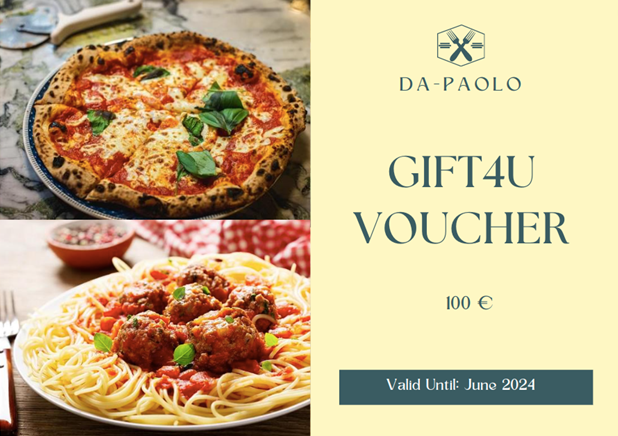 DA-PAOLO
GIFT4U
VOUCHER
100 €
Valid Until: June 2024